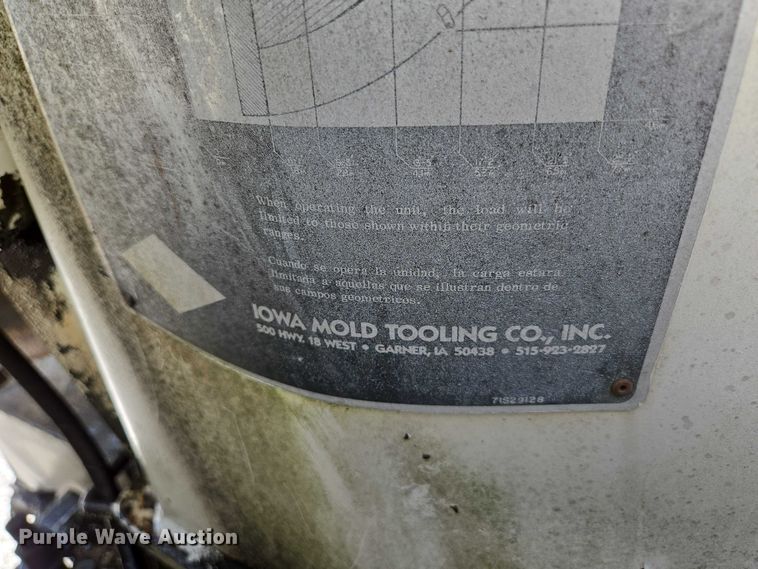 When operating the unit, the load will be
limited to those shown within their geometric
ranges.
Cuando se opera la unidad, la carga estara
limitada a aquellas que se illustran dentro de
sus campos geometricos.
IOWA MOLD TOOLING CO., INC.
500 HWY. 18 WEST • GARNER, IA 50438 • 515-923-2827
71S29128
Purple Wave Auction